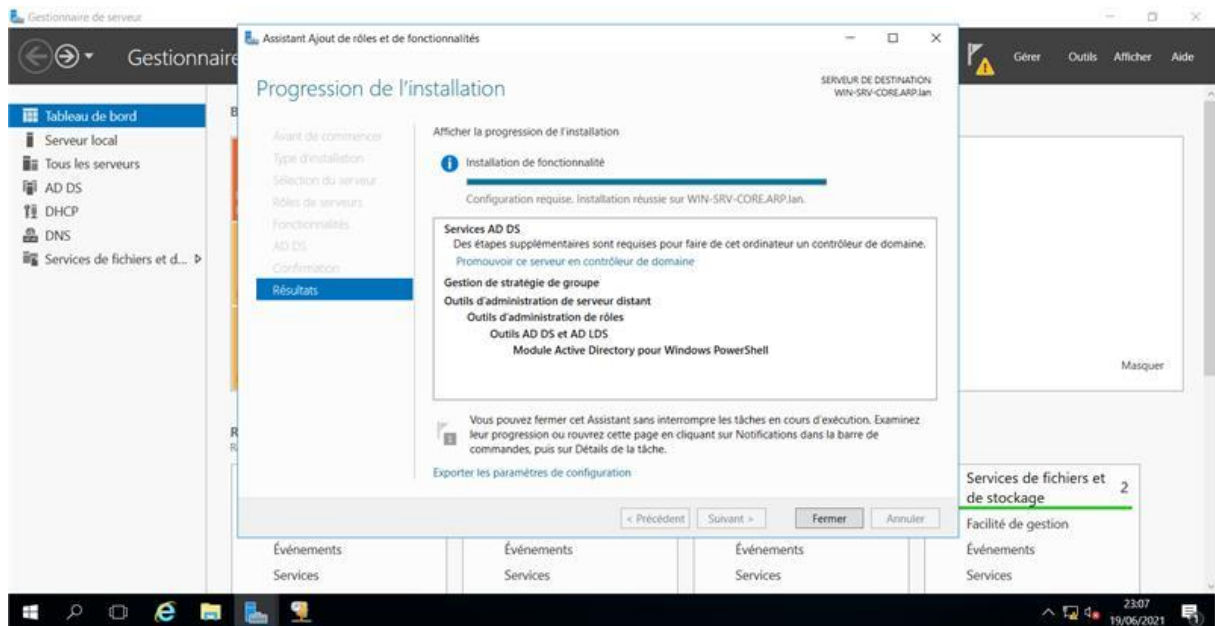 Gestionnaire de serveur
Gestionnaire
Gérer Outils Afficher Aide
Tableau de bord
Serveur local
Tous les serveurs
AD DS
DHCP
DNS
Services de fichiers et d...
Assistant Ajout de rôles et de fonctionnalités
Progression de l'installation
SERVEUR DE DESTINATION
WIN-SRV-CORE.ARP.lan
Avant de commencer
Type d'installation
Sélection du serveur
Rôles de serveurs
Fonctionnalités
AD DS
Confirmation
Résultats
Afficher la progression de l'installation
Installation de fonctionnalité
Configuration requise. Installation réussie sur WIN-SRV-CORE.ARP.lan.
Services AD DS
Des étapes supplémentaires sont requises pour faire de cet ordinateur un contrôleur de domaine.
Promouvoir ce serveur en contrôleur de domaine
Gestion de stratégie de groupe
Outils d'administration de serveur distant
Outils d'administration de rôles
Outils AD DS et AD LDS
Module Active Directory pour Windows PowerShell
Vous pouvez fermer cet Assistant sans interrompre les tâches en cours d'exécution. Examinez
leur progression ou rouvrez cette page en cliquant sur Notifications dans la barre de
commandes, puis sur Détails de la tâche.
Exporter les paramètres de configuration
< Précédent Suivant > Fermer Annuler
Masquer
Services de fichiers et
de stockage
2
Facilité de gestion
Événements Événements Événements Événements
Services Services Services Services
23:07
19/06/2021